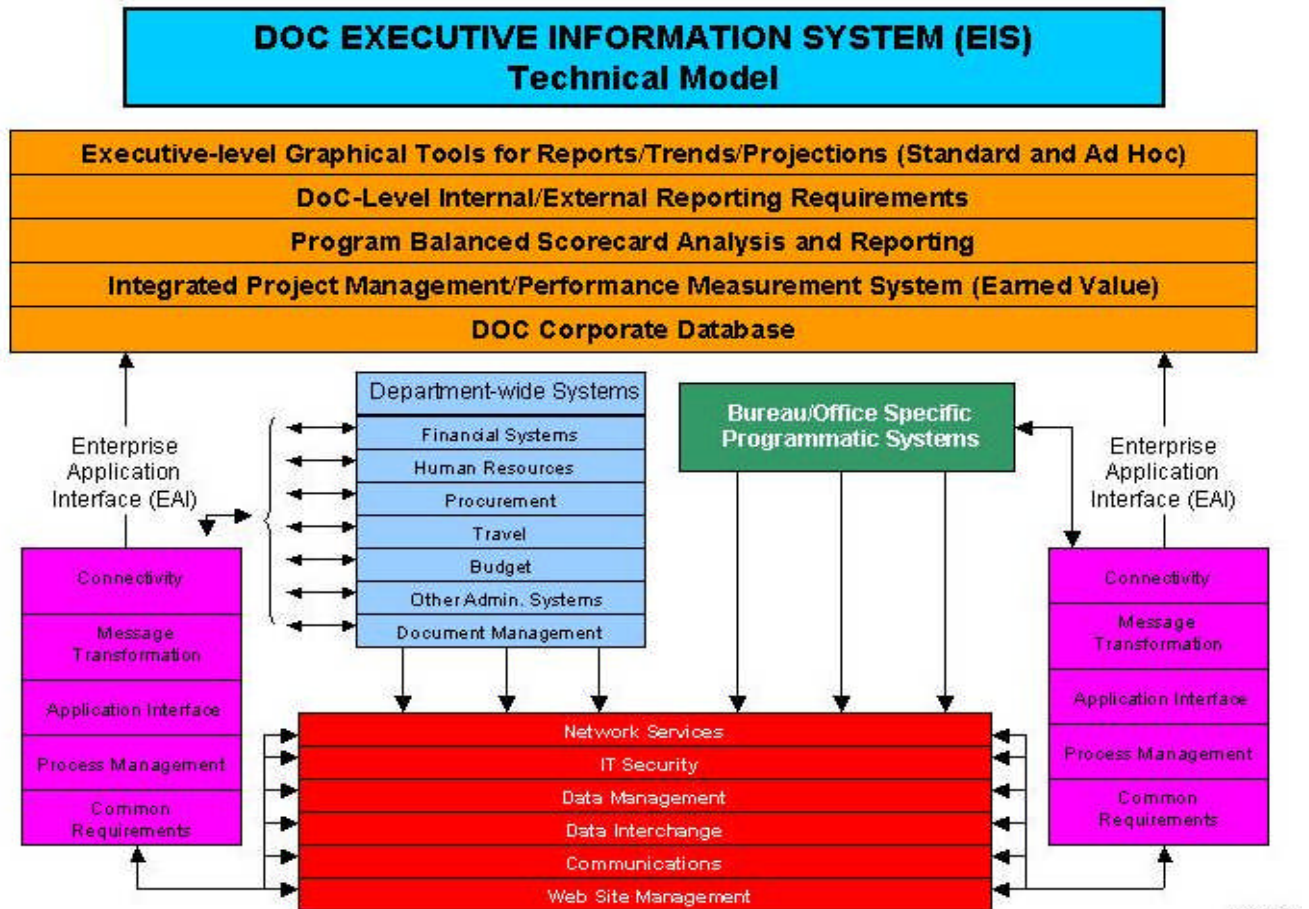 DOC EXECUTIVE INFORMATION SYSTEM (EIS)
Technical Model
Executive-level Graphical Tools for Reports/Trends/Projections (Standard and Ad Hoc)
DoC-Level Internal/External Reporting Requirements
Program Balanced Scorecard Analysis and Reporting
Integrated Project Management/Performance Measurement System (Earned Value)
DOC Corporate Database
Enterprise
Application
Interface (EAI)
Connectivity
Message
Transformation
Application Interface
Process Management
Common
Requirements
Department-wide Systems
Financial Systems
Human Resources
Procurement
Travel
Budget
Other Admin. Systems
Document Management
Bureau/Office Specific
Programmatic Systems
Enterprise
Application
Interface (EAI)
Connectivity
Message
Transformation
Application Interface
Process Management
Common
Requirements
Network Services
IT Security
Data Management
Data Interchange
Communications
Web Site Management